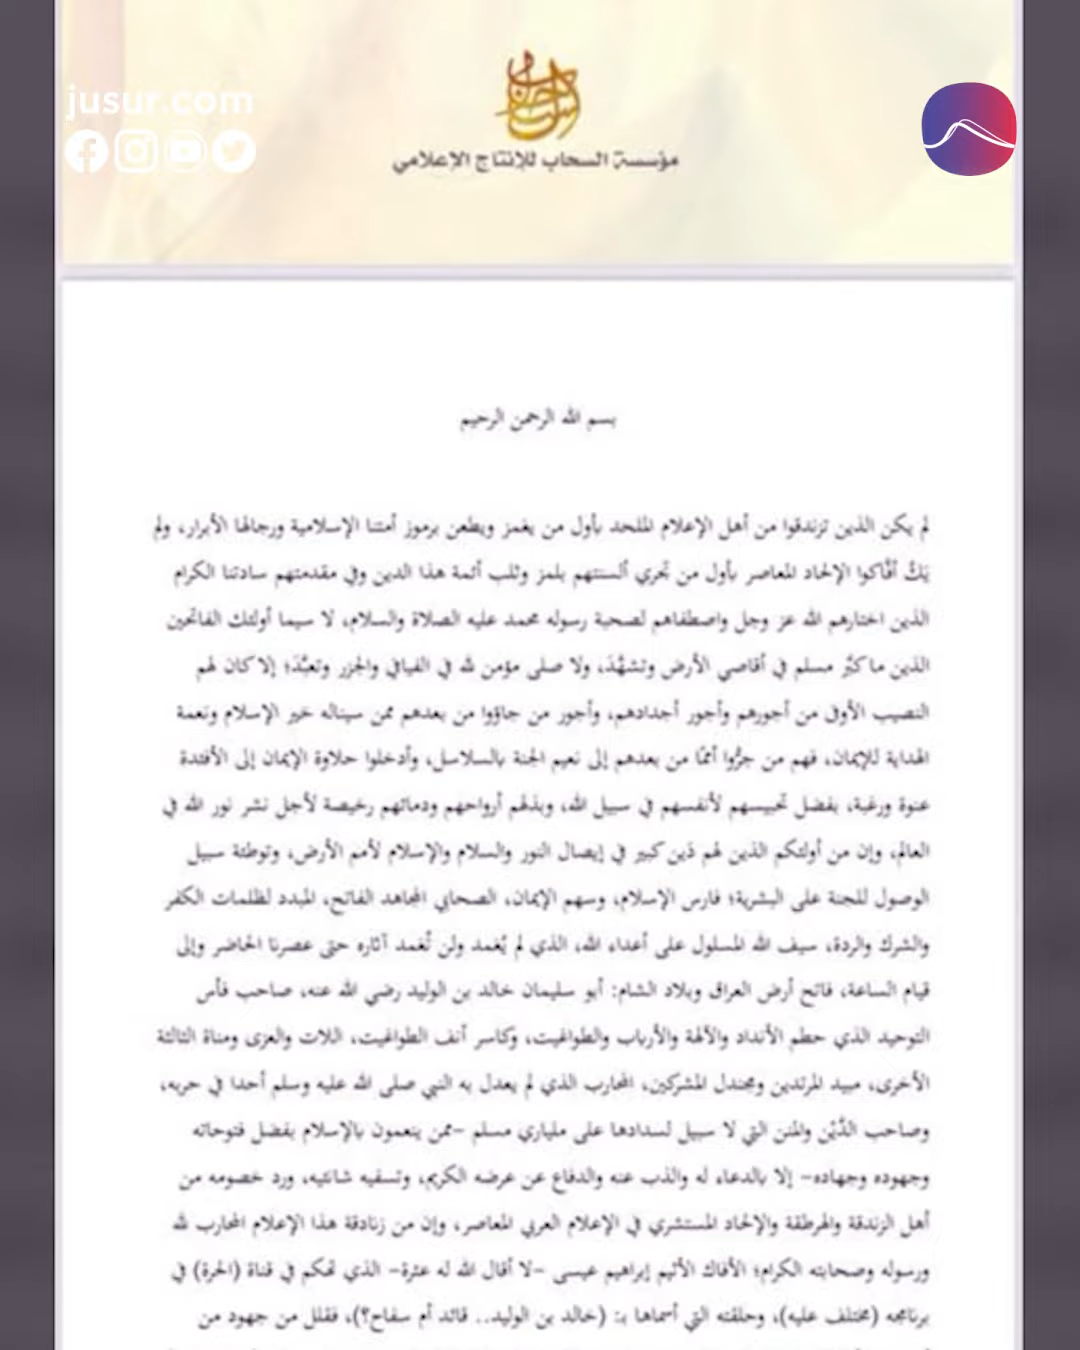 jusur.com
السحاب
مؤسسة السحاب للإنتاج الإعلامي
بسم الله الرحمن الرحيم
لم يكن الذين تزندقوا من أهل الإعلام الملحد بأول من يغمز ويطعن برموز أمتنا الإسلامية ورجالها الأبرار، ولم
يَكُ أفَّاكوا الإلحاد المعاصر بأول من تجري ألسنتهم بلمز وثلب أئمة هذا الدين وفي مقدمتهم سادتنا الكرام
الذين اختارهم الله عز وجل واصطفاهم لصحبة رسوله محمد عليه الصلاة والسلام، لا سيما أولئك الفاتحين
الذين ما كبَّر مسلم في أقاصي الأرض وتشهَّدَ، ولا صلى مؤمن لله في الفيافي والجزر وتعبَّدَ؛ إلا كان لهم
النصيب الأوفى من أجورهم وأجور أجدادهم، وأجور من جاؤوا من بعدهم ممن سيناله خير الإسلام ونعمة
الهداية للإيمان، فهم من جرُّوا أممًا من بعدهم إلى نعيم الجنة بالسلاسل، وأدخلوا حلاوة الإيمان إلى الأفئدة
عنوة ورغبة، بفضل تحبيسهم لأنفسهم في سبيل الله، وبذلهم أرواحهم ودمائهم رخيصة لأجل نشر نور الله في
العالم، وإن من أولئكم الذين لهم دَين كبير في إيصال النور والسلام والإسلام لأمم الأرض، وتوطئة سبيل
الوصول للجنة على البشرية؛ فارس الإسلام، وسهم الإيمان، الصحابي المجاهد الفاتح، المبدد لظلمات الكفر
والشرك والردة، سيف الله المسلول على أعداء الله، الذي لم يُغمد ولن تُغمد آثاره حتى عصرنا الحاضر وإلى
قيام الساعة، فاتح أرض العراق وبلاد الشام: أبو سليمان خالد بن الوليد رضي الله عنه، صاحب فأس
التوحيد الذي حطم الأنداد والآلهة والأرباب والطواغيت، وكاسر أنف الطواغيت، اللات والعزى ومناة الثالثة
الأخرى، مبيد المرتدين ومجندل المشركين، المحارب الذي لم يعدل به النبي صلى الله عليه وسلم أحدا في حربه،
وصاحب الدَّيْن والمنن التي لا سبيل لسدادها على ملياري مسلم -ممن ينعمون بالإسلام بفضل فتوحاته
وجهوده وجهاده- إلا بالدعاء له والذب عنه والدفاع عن عرضه الكريم، وتسفيه شانئيه، ورد خصومه من
أهل الزندقة والهرطقة والإلحاد المستشري في الإعلام العربي المعاصر، وإن من زنادقة هذا الإعلام المحارب لله
ورسوله وصحابته الكرام؛ الأفاك الأثيم إبراهيم عيسى -لا أقال الله له عثرة- الذي تهكم في قناة (الحرة) في
برنامجه (مختلف عليه)، وحلقته التي أسماها بـ: (خالد بن الوليد.. قائد أم سفاح؟)، فقلل من جهود من